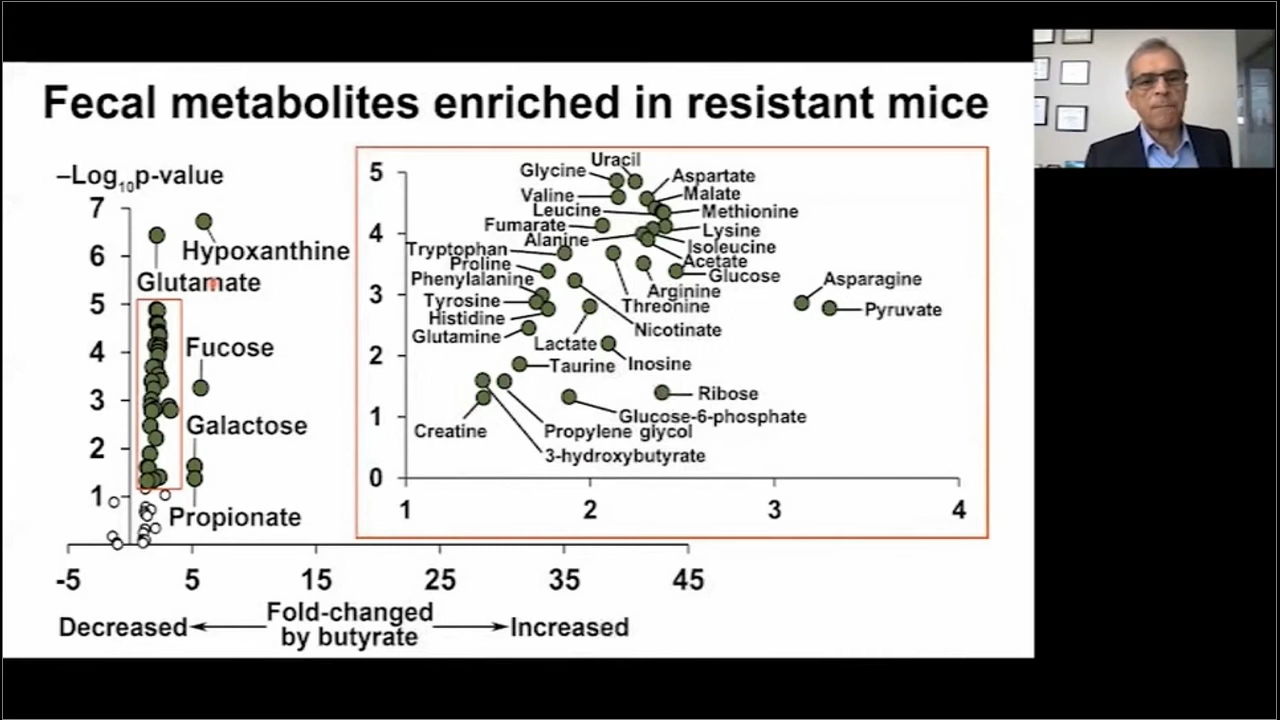 Fecal metabolites enriched in resistant mice
–Log10p-value
7
6
5
4
3
2
1
Hypoxanthine
Glutamate
Fucose
Galactose
Propionate
-5
5
15
25
35
45
Decreased
Fold-changed
by butyrate
Increased
5
4
3
2
1
0
1
2
3
4
Uracil
Glycine
Aspartate
Valine
Malate
Leucine
Methionine
Fumarate
Lysine
Alanine
Isoleucine
Tryptophan
Acetate
Proline
Glucose
Phenylalanine
Arginine
Asparagine
Tyrosine
Threonine
Pyruvate
Histidine
Nicotinate
Glutamine
Lactate
Inosine
Taurine
Ribose
Glucose-6-phosphate
Creatine
Propylene glycol
3-hydroxybutyrate